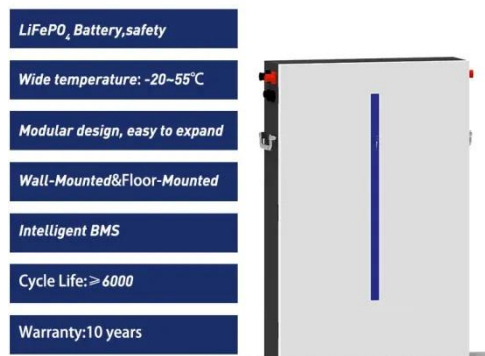 LiFePO4 Battery,safety
Wide temperature: -20~55℃
Modular design, easy to expand
Wall-Mounted&Floor-Mounted
Intelligent BMS
Cycle Life:≥6000
Warranty:10 years